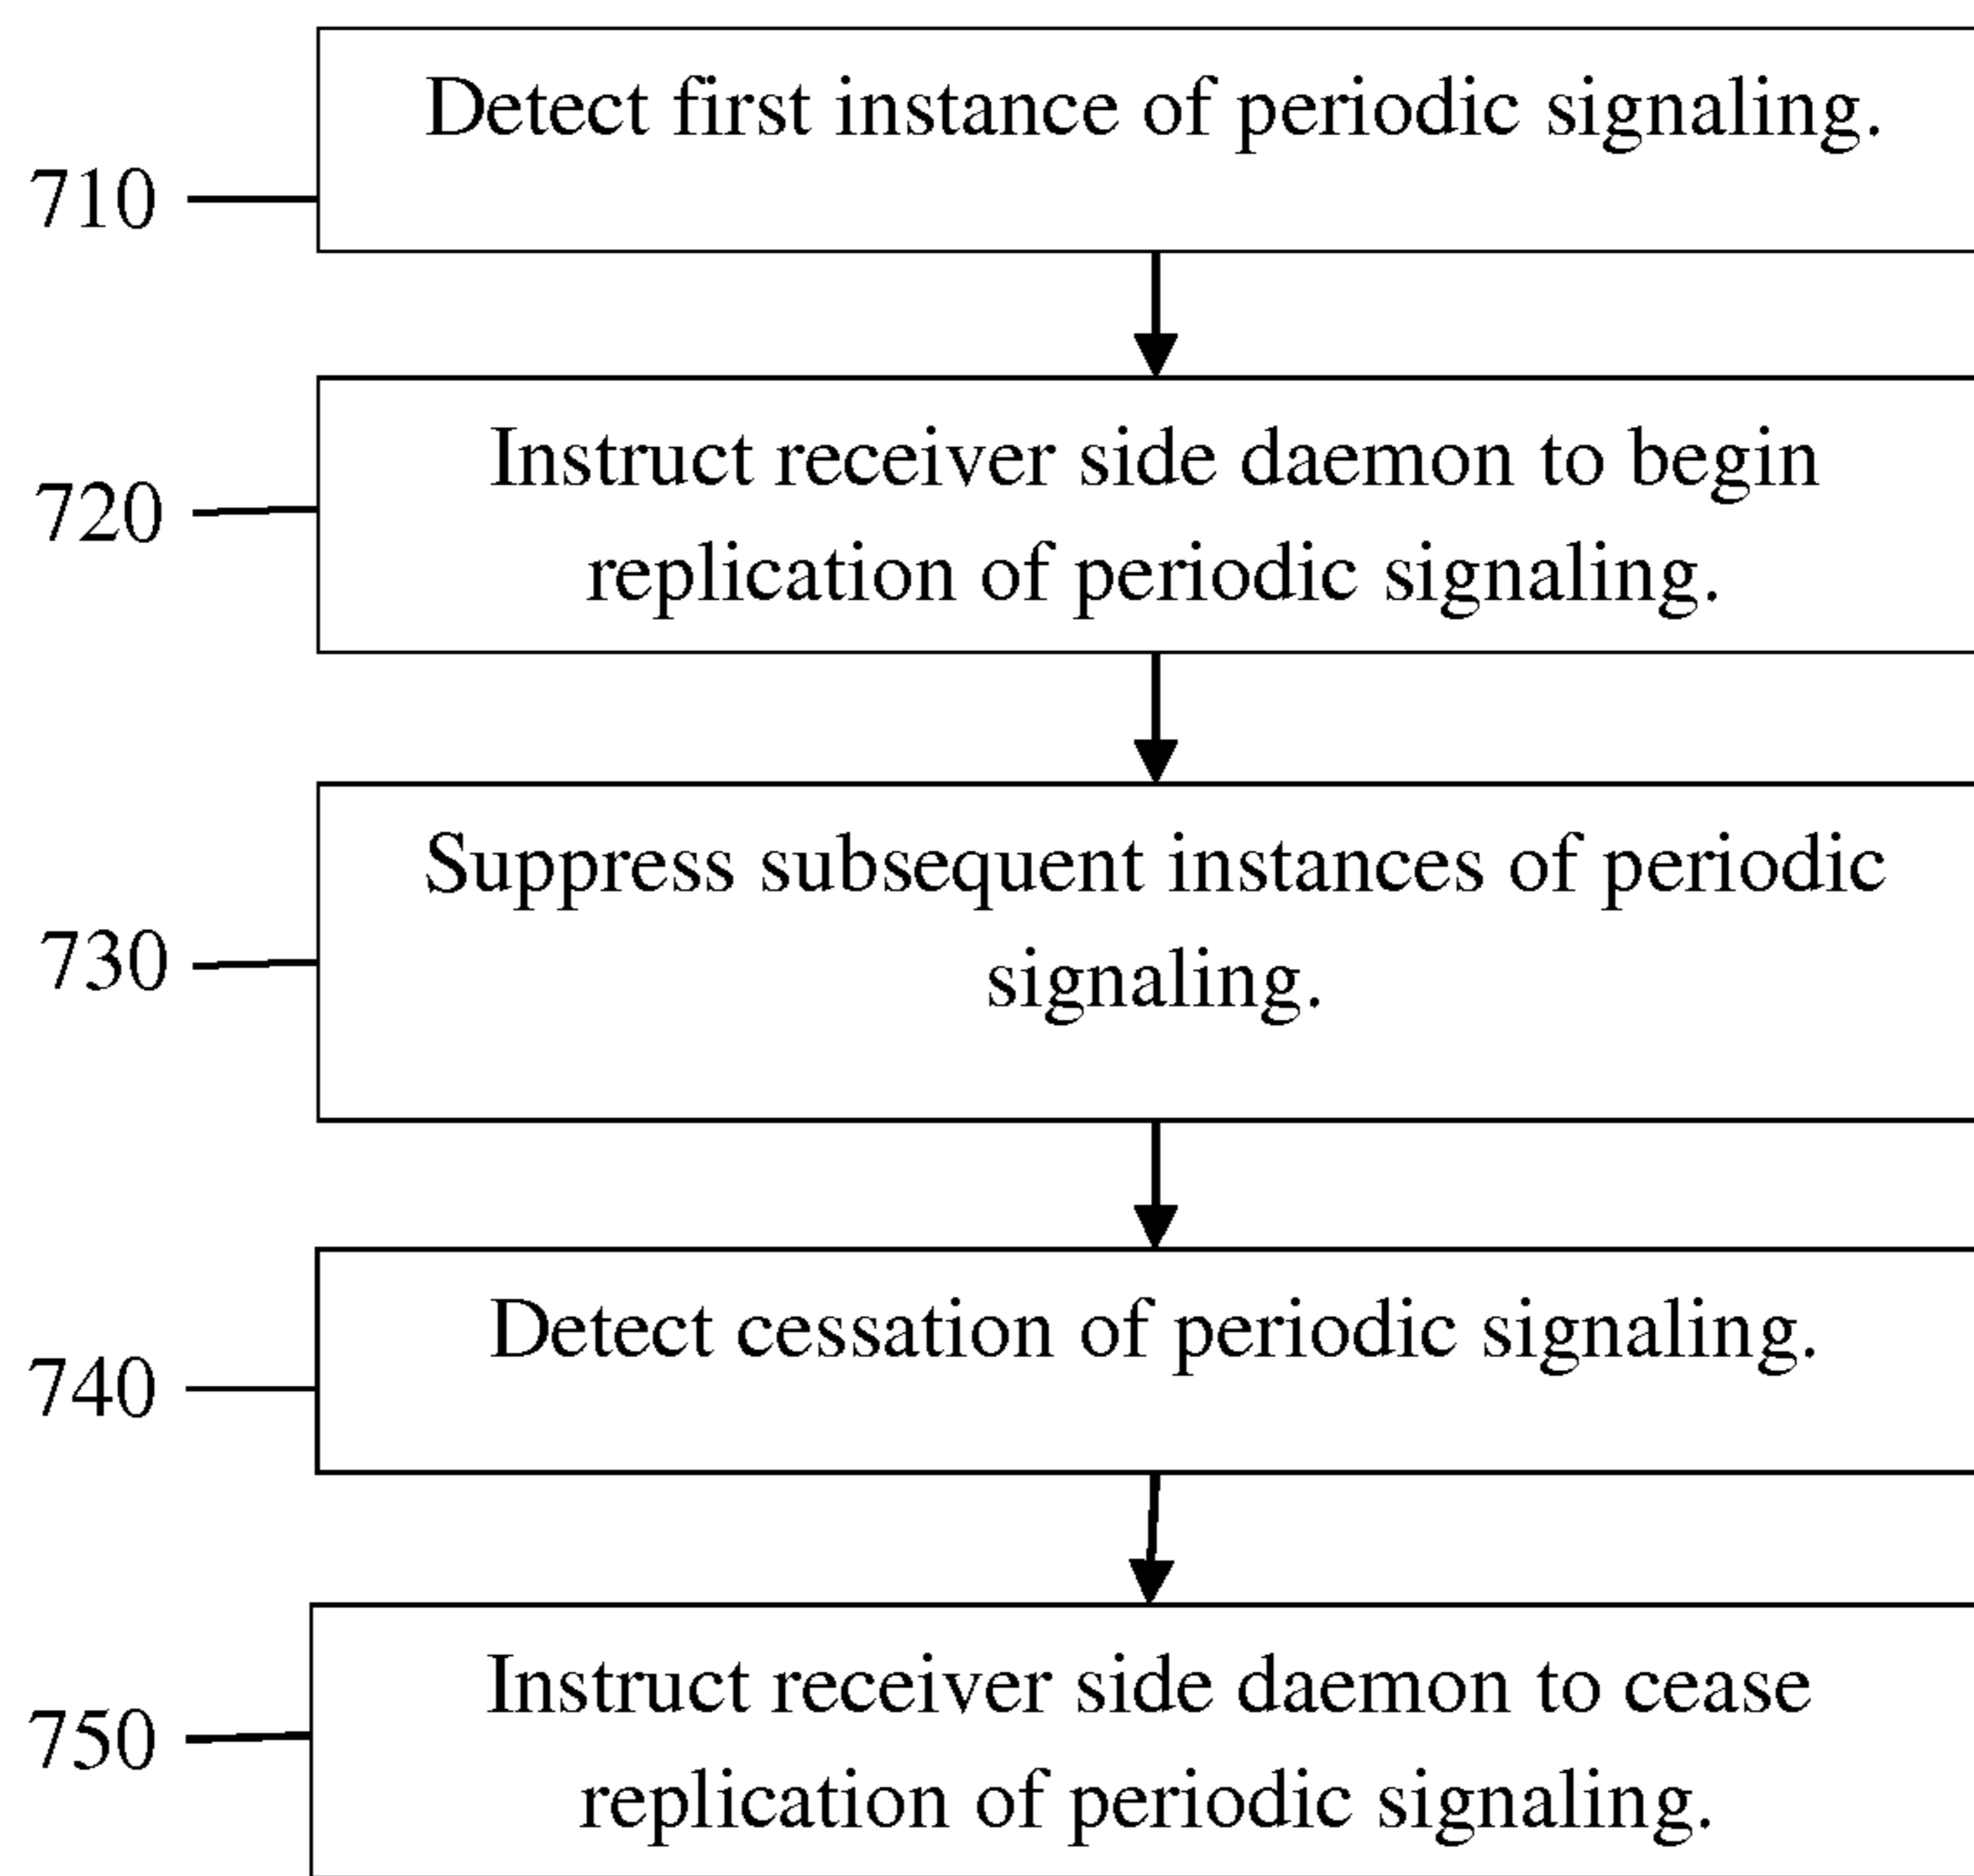 Detect first instance of periodic signaling.
710
Instruct receiver side daemon to begin
replication of periodic signaling.
720
Suppress subsequent instances of periodic
signaling.
730
Detect cessation of periodic signaling.
740
Instruct receiver side daemon to cease
replication of periodic signaling.
750